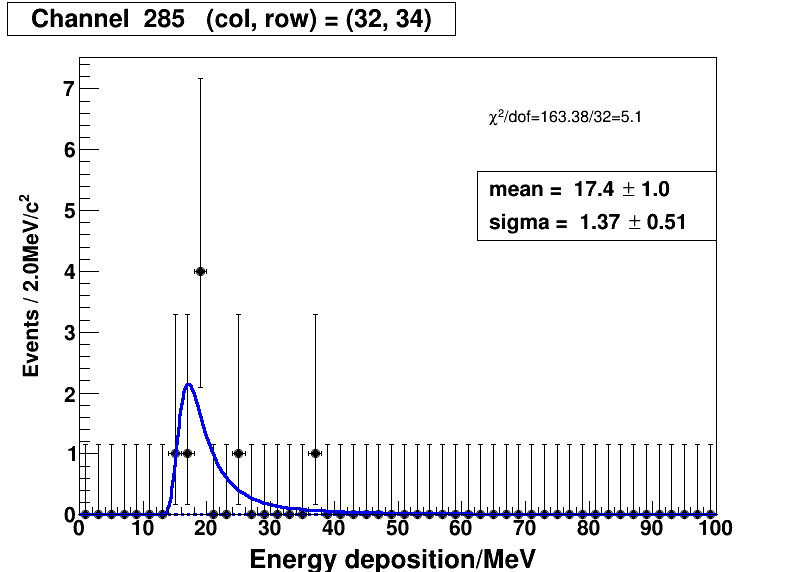 Channel 285 (col, row) = (32, 34)
χ²/dof=163.38/32=5.1
mean = 17.4 ± 1.0
sigma = 1.37 ± 0.51
Events / 2.0MeV/c²
7
6
5
4
3
2
1
0
0 10 20 30 40 50 60 70 80 90 100
Energy deposition/MeV